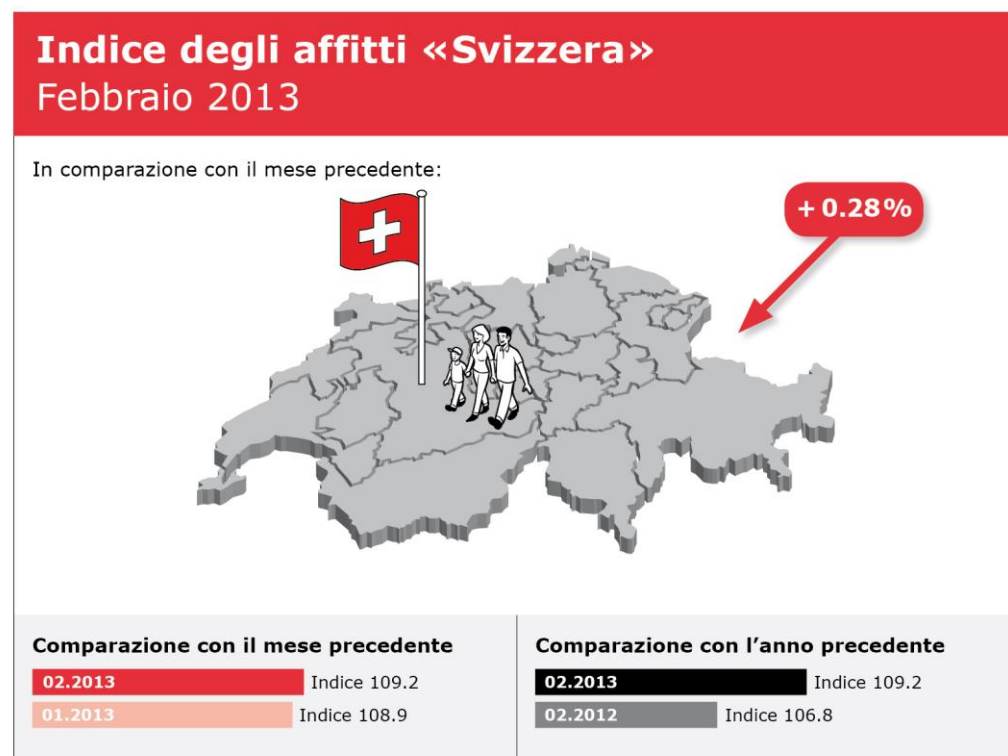 Indice degli affitti «Svizzera»
Febbraio 2013
In comparazione con il mese precedente:
+ 0.28%
Comparazione con il mese precedente
02.2013 Indice 109.2
01.2013 Indice 108.9
Comparazione con l'anno precedente
02.2013 Indice 109.2
02.2012 Indice 106.8